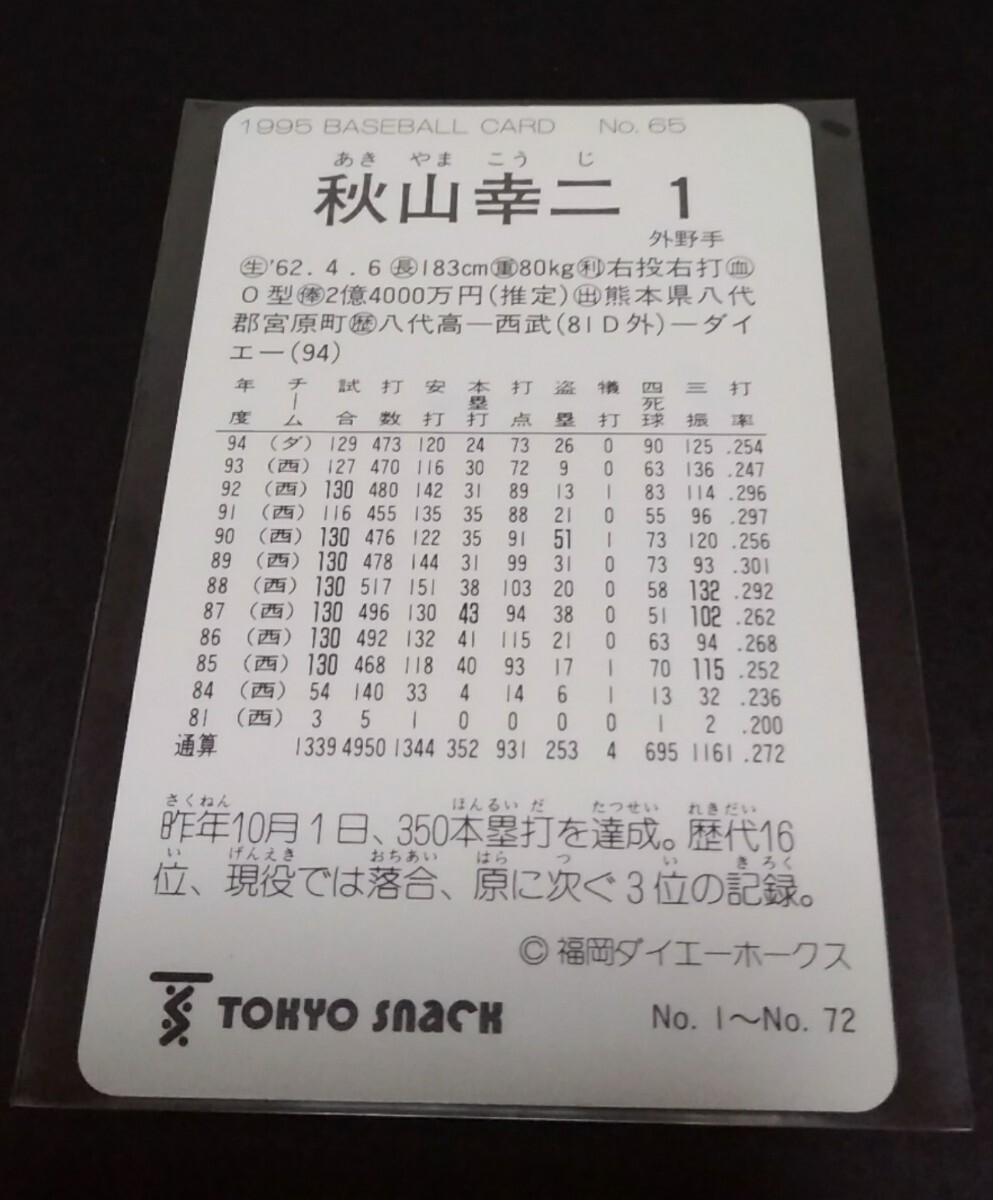 1995 BASEBALL CARD No. 65
あき やま こう じ
秋山幸二 1
外野手
㊤'62. 4. 6 ㊤183cm㊤80kg㊤右投右打㊤
O型㊤2億4000万円(推定)㊤熊本県八代
郡宮原町㊤八代高―西武(81D外)―ダイ
エー(94)
年度 チーム 試合 打数 安打 本塁打 打点 盗塁 犠打 四死球 三振 打率
94 (ダ) 129 473 120 24 73 26 0 90 125 .254
93 (西) 127 470 116 30 72 9 0 63 136 .247
92 (西) 130 480 142 31 89 13 1 83 114 .296
91 (西) 116 455 135 35 88 21 0 55 96 .297
90 (西) 130 476 122 35 91 51 1 73 120 .256
89 (西) 130 478 144 31 99 31 0 73 93 .301
88 (西) 130 517 151 38 103 20 0 58 132 .292
87 (西) 130 496 130 43 94 38 0 51 102 .262
86 (西) 130 492 132 41 115 21 0 63 94 .268
85 (西) 130 468 118 40 93 17 1 70 115 .252
84 (西) 54 140 33 4 14 6 1 13 32 .236
81 (西) 3 5 1 0 0 0 0 1 2 .200
通算 1339 4950 1344 352 931 253 4 695 1161 .272
さくねん ほんるい だ たつせい れきだい
昨年10月1日、350本塁打を達成。歴代16
い げんえき おちあい はら つ い きろく
位、現役では落合、原に次ぐ3位の記録。
© 福岡ダイエーホークス
TOKYO SNACK No. 1〜No. 72